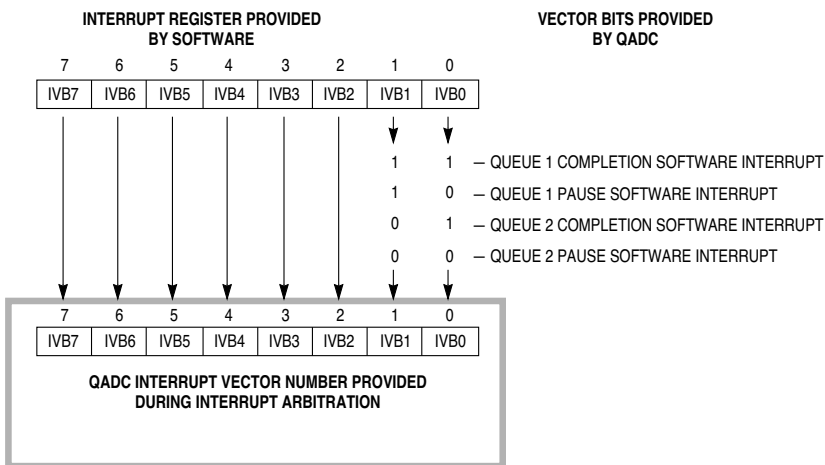 INTERRUPT REGISTER PROVIDED
BY SOFTWARE
VECTOR BITS PROVIDED
BY QADC
7 6 5 4 3 2 1 0
IVB7 IVB6 IVB5 IVB4 IVB3 IVB2 IVB1 IVB0
1 1 – QUEUE 1 COMPLETION SOFTWARE INTERRUPT
1 0 – QUEUE 1 PAUSE SOFTWARE INTERRUPT
0 1 – QUEUE 2 COMPLETION SOFTWARE INTERRUPT
0 0 – QUEUE 2 PAUSE SOFTWARE INTERRUPT
7 6 5 4 3 2 1 0
IVB7 IVB6 IVB5 IVB4 IVB3 IVB2 IVB1 IVB0
QADC INTERRUPT VECTOR NUMBER PROVIDED
DURING INTERRUPT ARBITRATION